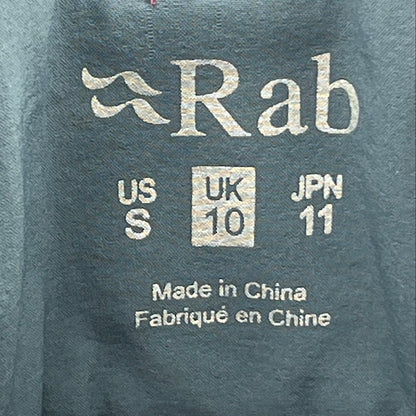 Rab
US UK JPN
S 10 11
Made in China
Fabriqué en Chine